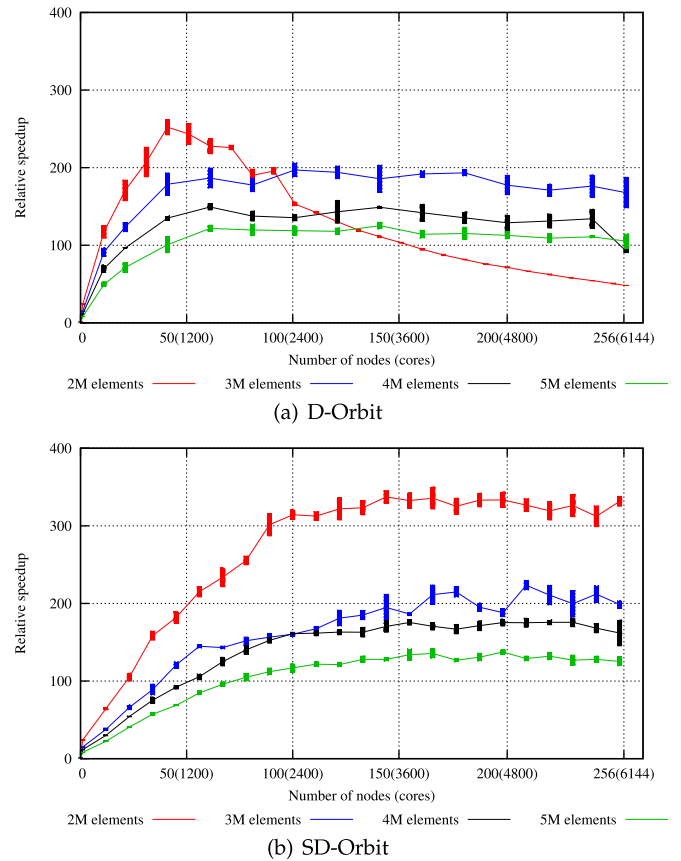 400
300
200
100
0
Relative speedup
0 50(1200) 100(2400) 150(3600) 200(4800) 256(6144)
Number of nodes (cores)
2M elements 3M elements 4M elements 5M elements
(a) D-Orbit
400
300
200
100
0
Relative speedup
0 50(1200) 100(2400) 150(3600) 200(4800) 256(6144)
Number of nodes (cores)
2M elements 3M elements 4M elements 5M elements
(b) SD-Orbit